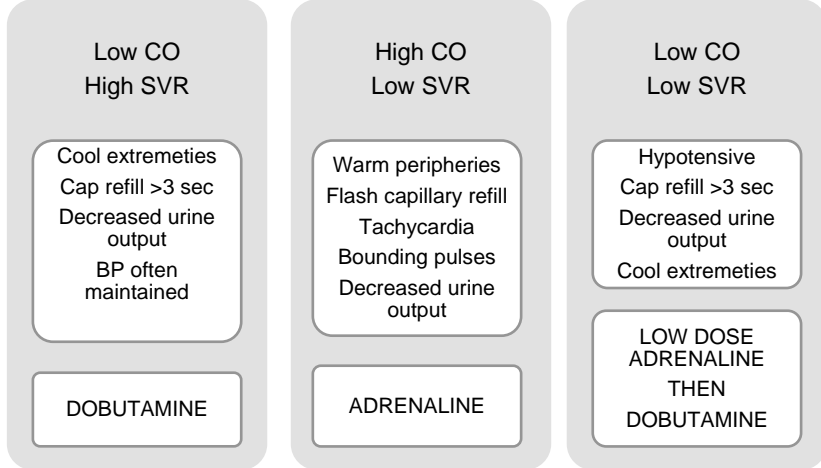 Low CO
High SVR
Cool extremeties
Cap refill >3 sec
Decreased urine
output
BP often
maintained
DOBUTAMINE
High CO
Low SVR
Warm peripheries
Flash capillary refill
Tachycardia
Bounding pulses
Decreased urine
output
ADRENALINE
Low CO
Low SVR
Hypotensive
Cap refill >3 sec
Decreased urine
output
Cool extremeties
LOW DOSE
ADRENALINE
THEN
DOBUTAMINE